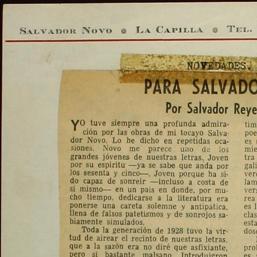 SALVADOR NOVO LA CAPILLA TEL.
NOVEDADES.
PARA SALVADO
Por Salvador Reye
YO tuve siempre una profunda admira-
ción por las obras de mi tocayo Salva-
dor Novo. Lo he dicho en repetidas oca-
siones. Novo me parece uno de los
grandes jóvenes de nuestras letras. Joven
por su espíritu —ya se sabe que anda por
los sesenta y cinco—. Joven porque ha si-
do capaz de sonreír —incluso a costa de
si mismo— en un país en donde, por mu-
cho tiempo, dedicarse a la literatura era
ponerse una careta solemne y antipática,
llena de falsos patetismos y de sonrojos sa-
biamente simulados.
Toda la generación de 1928 tuvo la vir-
tud de airear el recinto de nuestras letras,
que a la sazón era no diré que asfixiante,
pero sí bastante malsano. Introdujeron